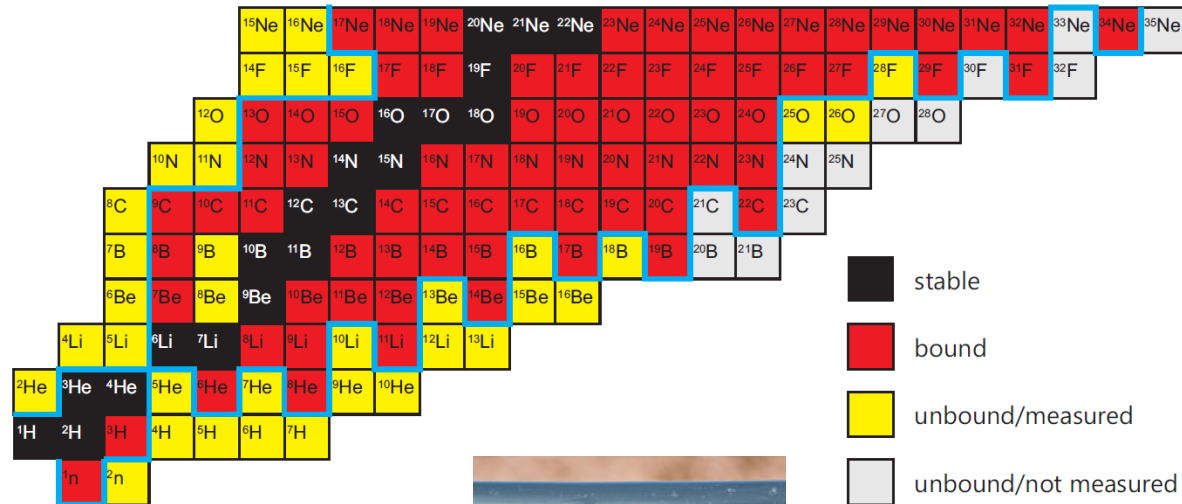 ¹⁵Ne ¹⁶Ne ¹⁷Ne ¹⁸Ne ¹⁹Ne ²⁰Ne ²¹Ne ²²Ne ²³Ne ²⁴Ne ²⁵Ne ²⁶Ne ²⁷Ne ²⁸Ne ²⁹Ne ³⁰Ne ³¹Ne ³²Ne ³³Ne ³⁴Ne ³⁵Ne
¹⁴F ¹⁵F ¹⁶F ¹⁷F ¹⁸F ¹⁹F ²⁰F ²¹F ²²F ²³F ²⁴F ²⁵F ²⁶F ²⁷F ²⁸F ²⁹F ³⁰F ³¹F ³²F
¹²O ¹³O ¹⁴O ¹⁵O ¹⁶O ¹⁷O ¹⁸O ¹⁹O ²⁰O ²¹O ²²O ²³O ²⁴O ²⁵O ²⁶O ²⁷O ²⁸O
¹⁰N ¹¹N ¹²N ¹³N ¹⁴N ¹⁵N ¹⁶N ¹⁷N ¹⁸N ¹⁹N ²⁰N ²¹N ²²N ²³N ²⁴N ²⁵N
⁸C ⁹C ¹⁰C ¹¹C ¹²C ¹³C ¹⁴C ¹⁵C ¹⁶C ¹⁷C ¹⁸C ¹⁹C ²⁰C ²¹C ²²C ²³C
⁷B ⁸B ⁹B ¹⁰B ¹¹B ¹²B ¹³B ¹⁴B ¹⁵B ¹⁶B ¹⁷B ¹⁸B ¹⁹B ²⁰B ²¹B
⁶Be ⁷Be ⁸Be ⁹Be ¹⁰Be ¹¹Be ¹²Be ¹³Be ¹⁴Be ¹⁵Be ¹⁶Be
stable
⁴Li ⁵Li ⁶Li ⁷Li ⁸Li ⁹Li ¹⁰Li ¹¹Li ¹²Li ¹³Li
bound
²He ³He ⁴He ⁵He ⁶He ⁷He ⁸He ⁹He ¹⁰He
unbound/measured
¹H ²H ³H ⁴H ⁵H ⁶H ⁷H
¹n ²n
unbound/not measured